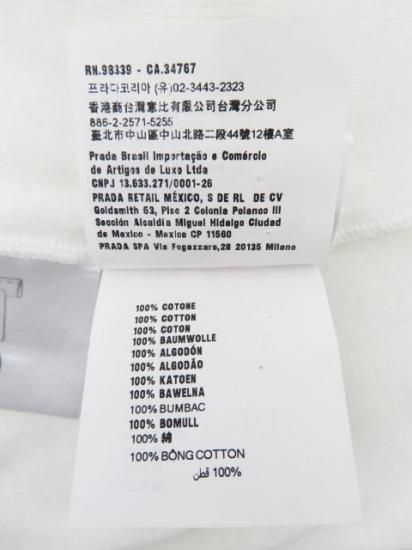 RN.98339 - CA.34767
프라다코리아 (유)02-3443-2323
香港商台灣意比有限公司台灣分公司
886-2-2571-5255
臺北市中山區中山北路二段44號12樓A室
Prada Brasil Importação e Comércio
de Artigos de Luxo Ltda
CNPJ 13.633.271/0001-26
PRADA RETAIL MÉXICO, S DE RL DE CV
Goldsmith 53, Piso 2 Colonia Polanco III
Sección Alcaldía Miguel Hidalgo Ciudad
de Mexico - Mexico CP 11560
PRADA SPA Via Fogazzaro,28 20135 Milano
100% COTONE
100% COTTON
100% COTON
100% BAUMWOLLE
100% ALGODÓN
100% ALGODÃO
100% KATOEN
100% BAWELNA
100% BUMBAC
100% BOMULL
100% 綿
100% BÔNG COTTON
100% قطن